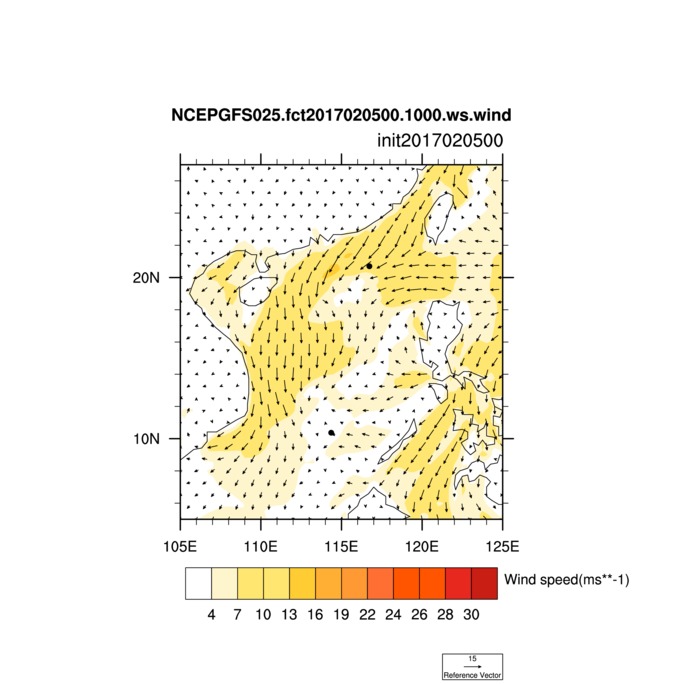 NCEPGFS025.fct2017020500.1000.ws.wind
init2017020500
20N
10N
105E 110E 115E 120E 125E
Wind speed(ms**-1)
4 7 10 13 16 19 22 24 26 28 30
15
Reference Vector